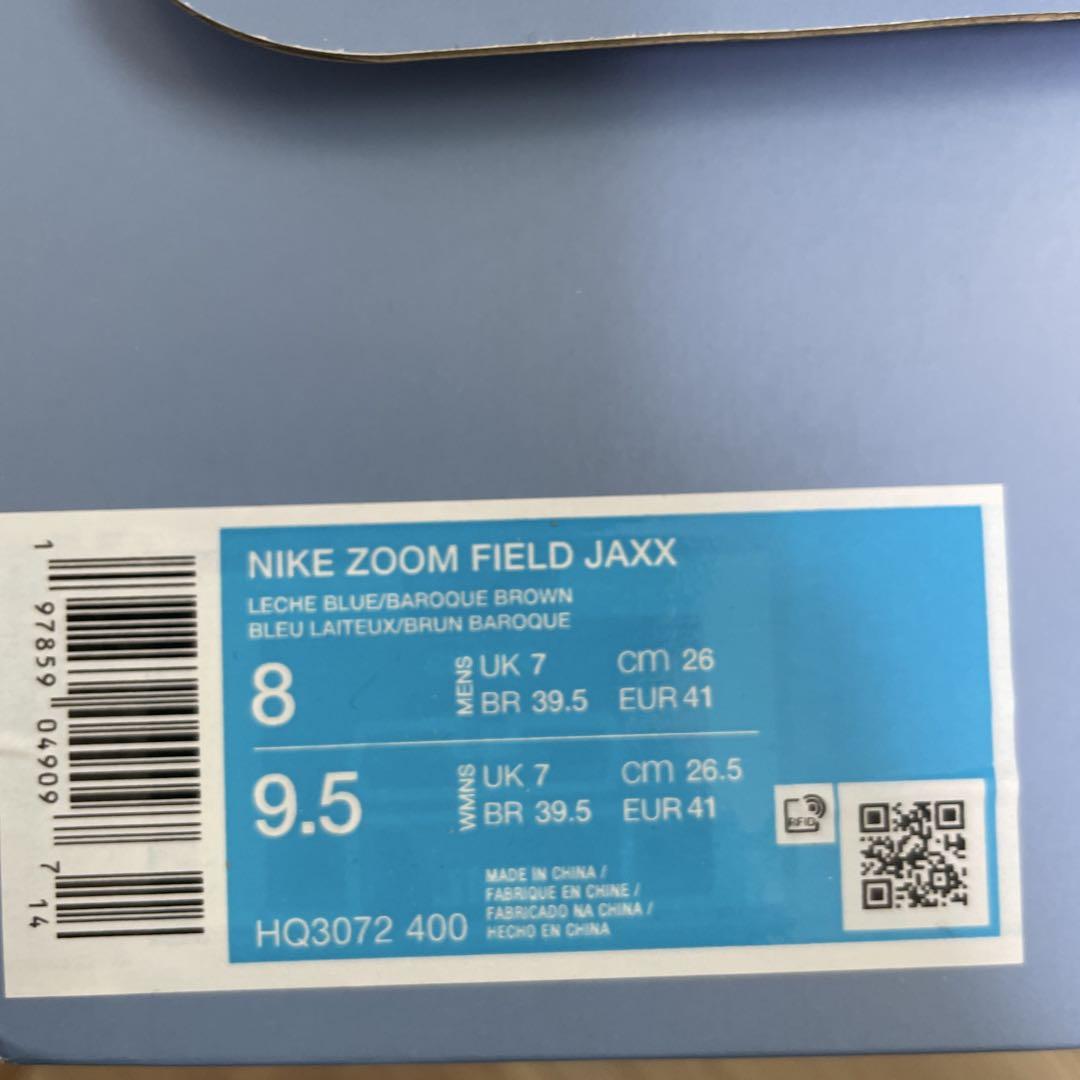 NIKE ZOOM FIELD JAXX
LECHE BLUE/BAROQUE BROWN
BLEU LAITEUX/BRUN BAROQUE
8 MENS UK 7 cm 26
BR 39.5 EUR 41
9.5 WMNS UK 7 cm 26.5
BR 39.5 EUR 41
HQ3072 400
MADE IN CHINA /
FABRIQUE EN CHINE /
FABRICADO NA CHINA /
HECHO EN CHINA
RFID
1 97859 04909 7 14